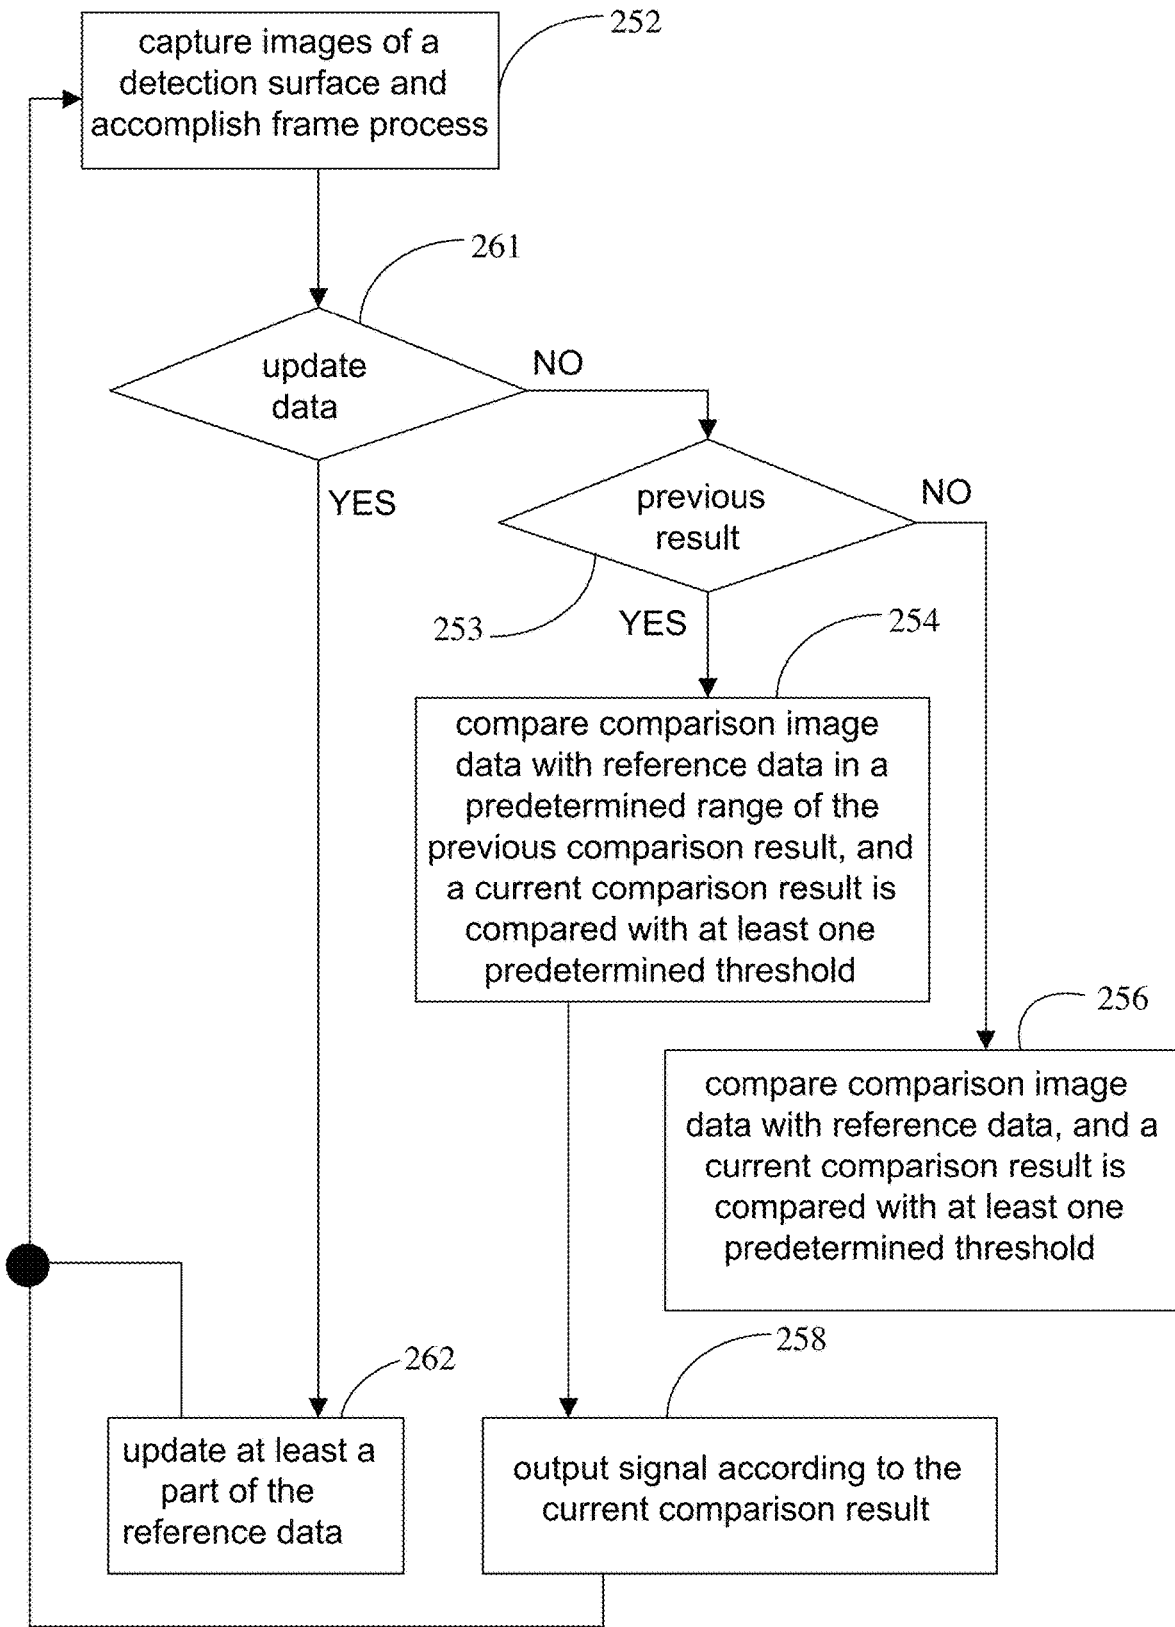 252
capture images of a
detection surface and
accomplish frame process
261
update
data
NO
YES
previous
result
NO
253
YES
254
compare comparison image
data with reference data in a
predetermined range of the
previous comparison result, and
a current comparison result is
compared with at least one
predetermined threshold
256
compare comparison image
data with reference data, and a
current comparison result is
compared with at least one
predetermined threshold
262
update at least a
part of the
reference data
258
output signal according to the
current comparison result